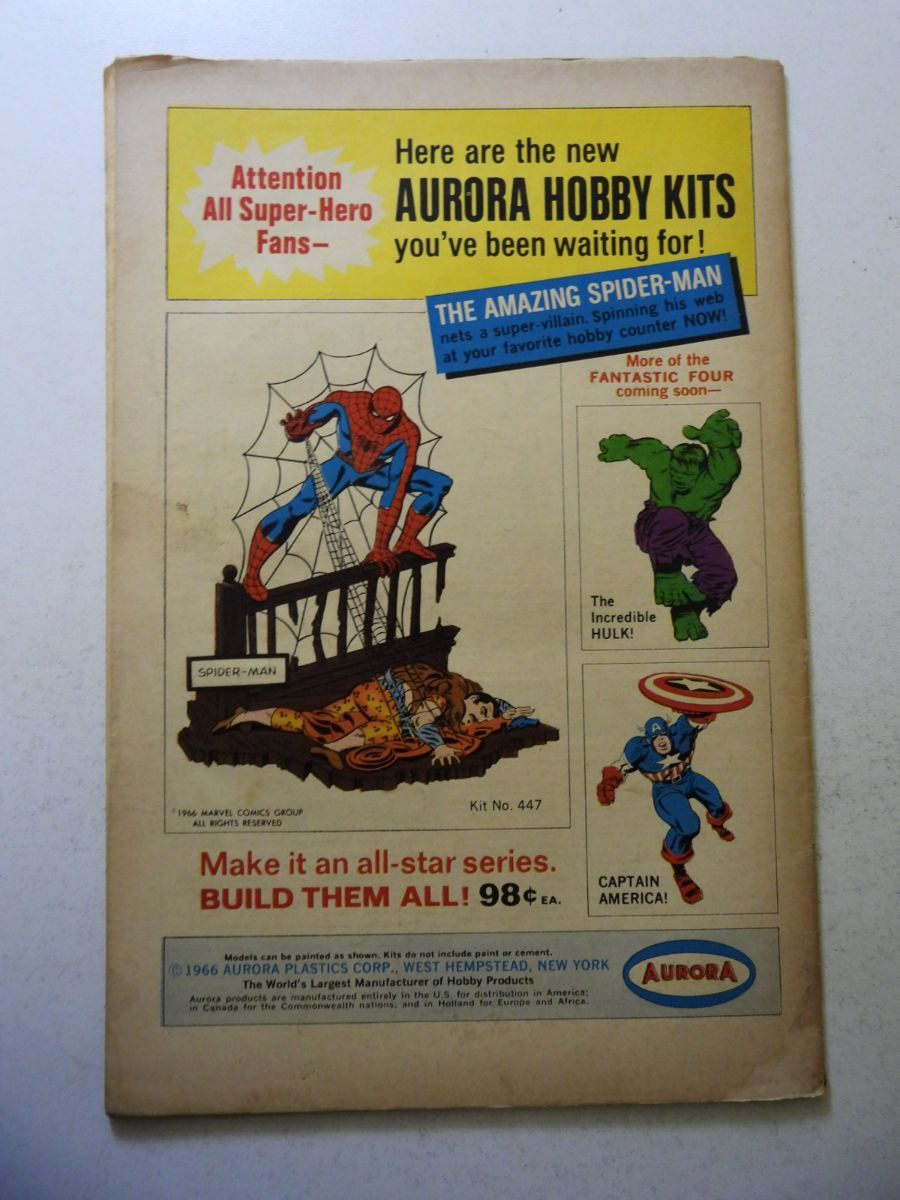 Attention
All Super-Hero
Fans—
Here are the new
AURORA HOBBY KITS
you've been waiting for!
THE AMAZING SPIDER-MAN
nets a super-villain. Spinning his web
at your favorite hobby counter NOW!
More of the
FANTASTIC FOUR
coming soon—
The
Incredible
HULK!
SPIDER-MAN
©1966 MARVEL COMICS GROUP
ALL RIGHTS RESERVED
Kit No. 447
A
CAPTAIN
AMERICA!
Make it an all-star series.
BUILD THEM ALL! 98¢ EA.
Models can be painted as shown. Kits do not include paint or cement.
©1966 AURORA PLASTICS CORP., WEST HEMPSTEAD, NEW YORK
The World's Largest Manufacturer of Hobby Products
Aurora products are manufactured entirely in the U.S. for distribution in America;
in Canada for the Commonwealth nations; and in Holland for Europe and Africa.
AURORA